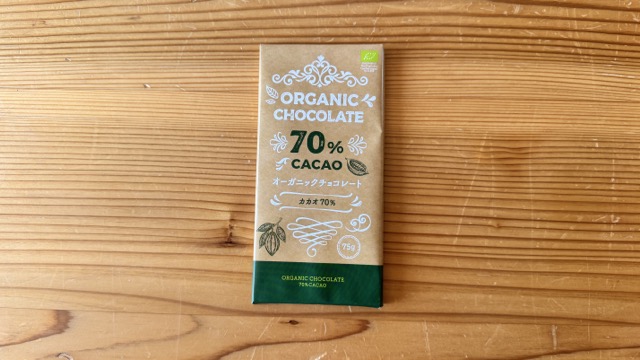 ORGANIC
CHOCOLATE
70%
CACAO
オーガニックチョコレート
カカオ70%
75g
ORGANIC CHOCOLATE
70% CACAO